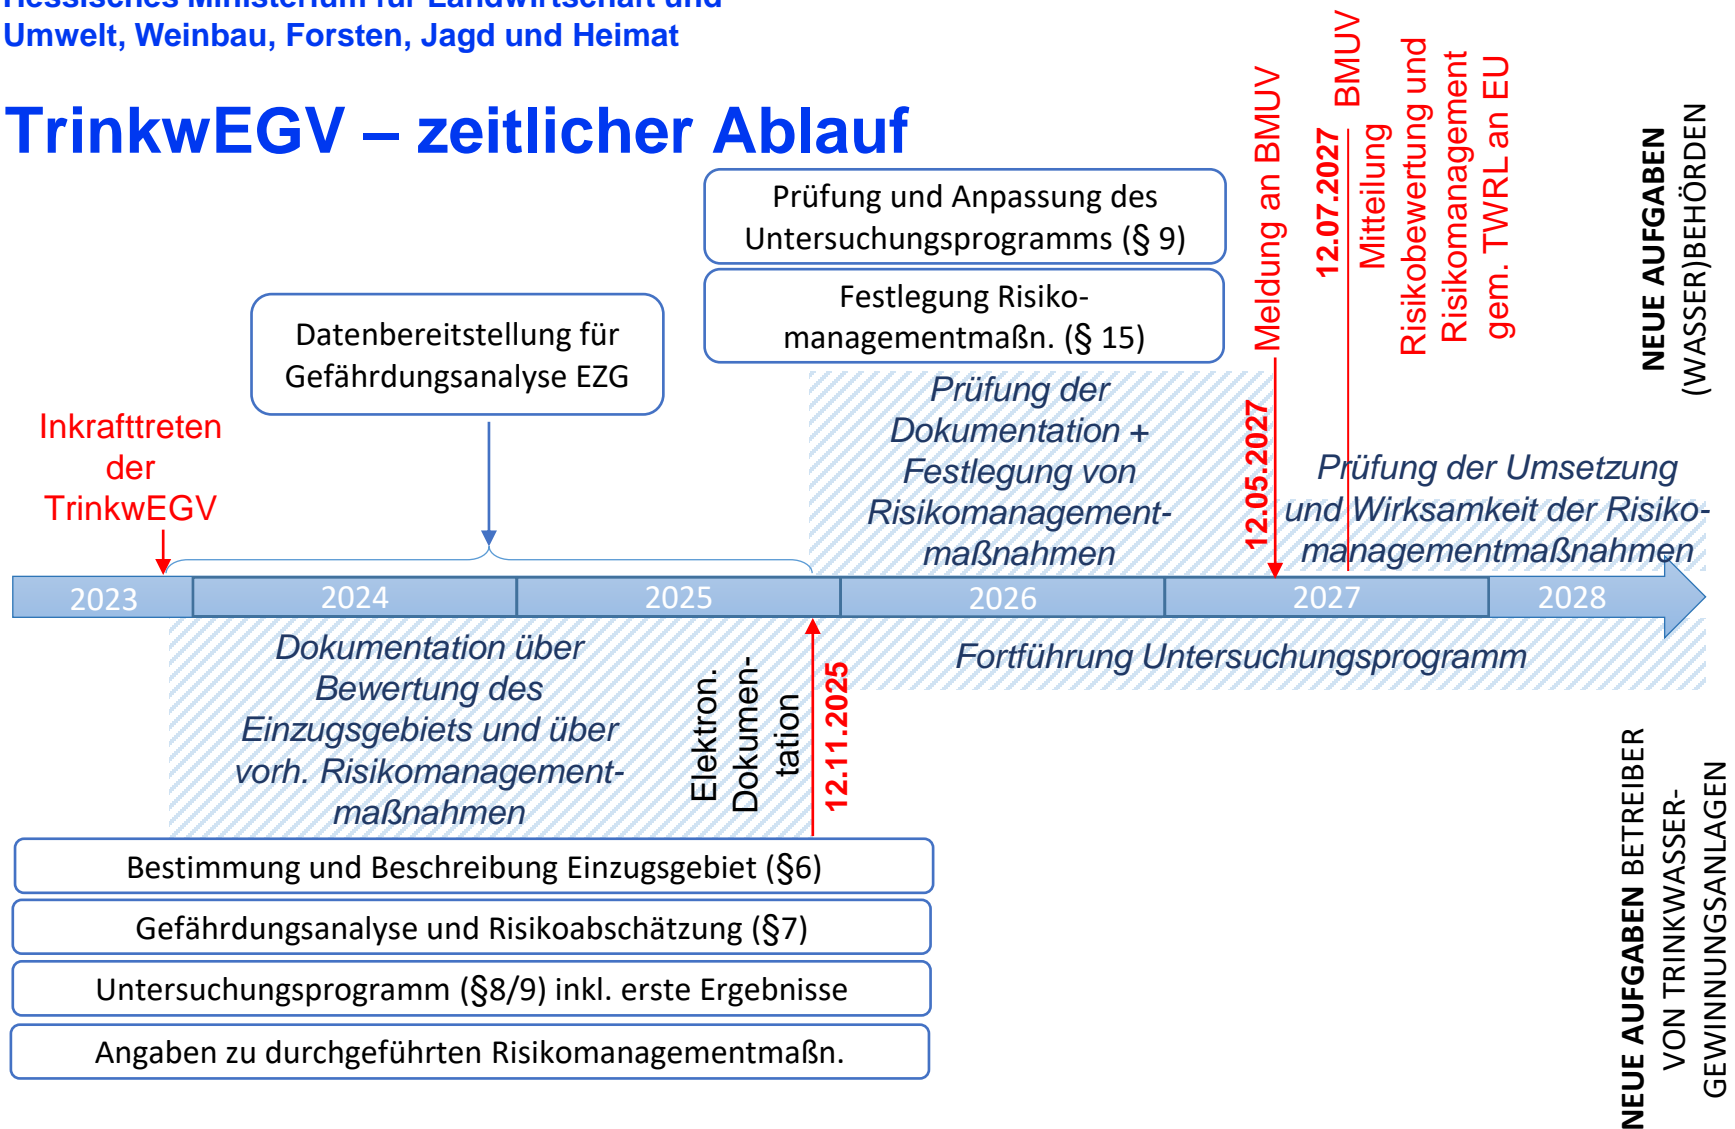 Hessisches Ministerium für Landwirtschaft und
Umwelt, Weinbau, Forsten, Jagd und Heimat
TrinkwEGV – zeitlicher Ablauf
Prüfung und Anpassung des
Untersuchungsprogramms (§ 9)
Festlegung Risiko-
managementmaßn. (§ 15)
Datenbereitstellung für
Gefährdungsanalyse EZG
Inkrafttreten
der
TrinkwEGV
Prüfung der
Dokumentation +
Festlegung von
Risikomanagement-
maßnahmen
12.05.2027 Meldung an BMUV
12.07.2027 BMUV
Mitteilung
Risikobewertung und
Risikomanagement
gem. TWRL an EU
NEUE AUFGABEN
(WASSER)BEHÖRDEN
Prüfung der Umsetzung
und Wirksamkeit der Risiko-
managementmaßnahmen
2023 2024 2025 2026 2027 2028
Dokumentation über
Bewertung des
Einzugsgebiets und über
vorh. Risikomanagement-
maßnahmen
Elektron.
Dokumen-
tation
12.11.2025
Fortführung Untersuchungsprogramm
Bestimmung und Beschreibung Einzugsgebiet (§6)
Gefährdungsanalyse und Risikoabschätzung (§7)
Untersuchungsprogramm (§8/9) inkl. erste Ergebnisse
Angaben zu durchgeführten Risikomanagementmaßn.
NEUE AUFGABEN BETREIBER
VON TRINKWASSER-
GEWINNUNGSANLAGEN